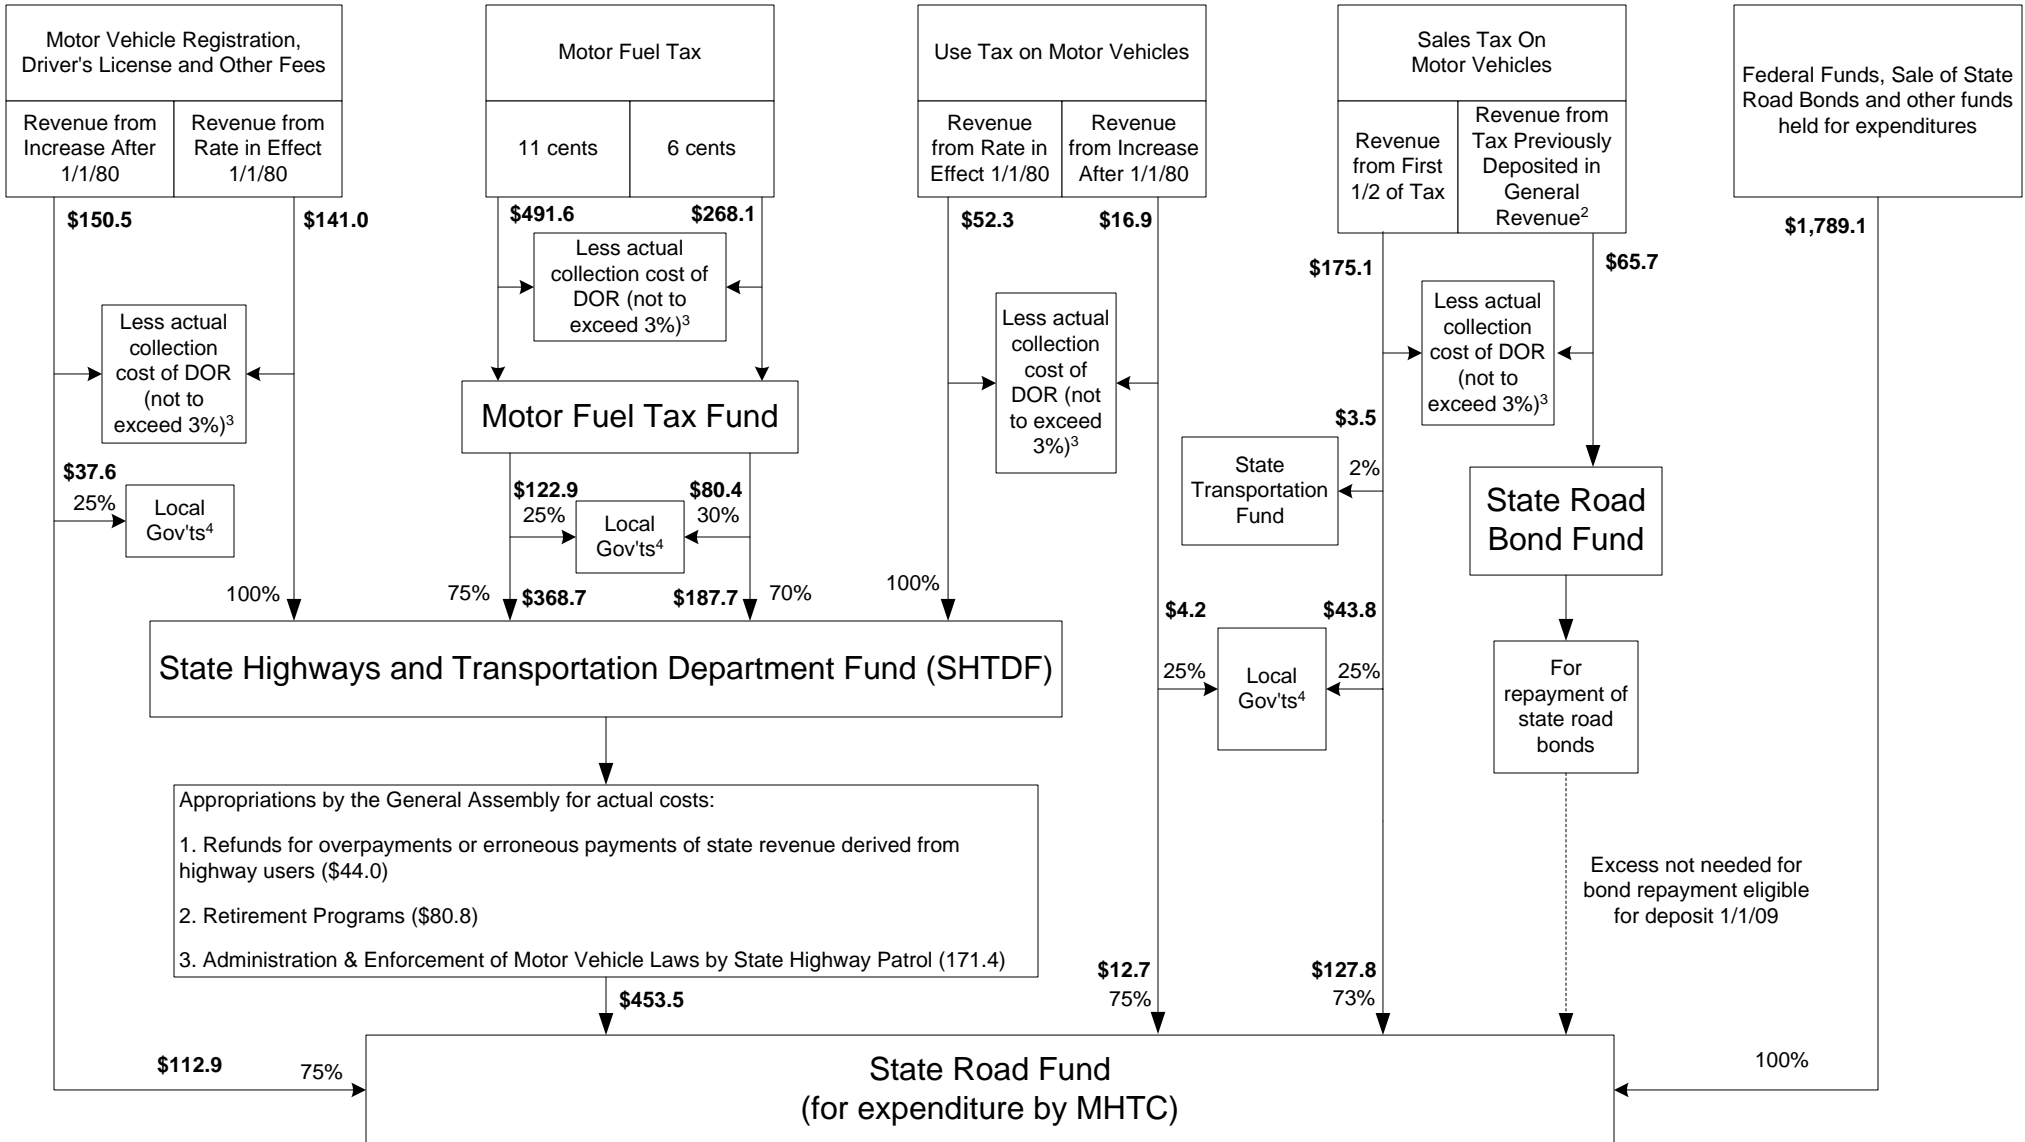 Motor Vehicle Registration,
Driver's License and Other Fees
Revenue from
Increase After
1/1/80
Revenue from
Rate in Effect
1/1/80
Motor Fuel Tax
11 cents
6 cents
Use Tax on Motor Vehicles
Revenue
from Rate in
Effect 1/1/80
Revenue
from Increase
After 1/1/80
Sales Tax On
Motor Vehicles
Revenue
from First
1/2 of Tax
Revenue from
Tax Previously
Deposited in
General
Revenue²
Federal Funds, Sale of State
Road Bonds and other funds
held for expenditures
$150.5
$141.0
$491.6
$268.1
$52.3
$16.9
$175.1
$65.7
$1,789.1
Less actual
collection
cost of DOR
(not to
exceed 3%)³
Less actual
collection cost of
DOR (not to
exceed 3%)³
Less actual
collection
cost of
DOR (not
to exceed
3%)³
Less actual
collection
cost of DOR
(not to
exceed 3%)³
Motor Fuel Tax Fund
$3.5
2%
State
Transportation
Fund
State Road
Bond Fund
$37.6
25%
Local
Gov'ts⁴
$122.9
25%
Local
Gov'ts⁴
$80.4
30%
100%
75%
$368.7
$187.7
70%
100%
State Highways and Transportation Department Fund (SHTDF)
$4.2
25%
Local
Gov'ts⁴
$43.8
25%
For
repayment of
state road
bonds
Appropriations by the General Assembly for actual costs:
1. Refunds for overpayments or erroneous payments of state revenue derived from
highway users ($44.0)
2. Retirement Programs ($80.8)
3. Administration & Enforcement of Motor Vehicle Laws by State Highway Patrol (171.4)
Excess not needed for
bond repayment eligible
for deposit 1/1/09
$453.5
$12.7
75%
$127.8
73%
$112.9
75%
State Road Fund
(for expenditure by MHTC)
100%